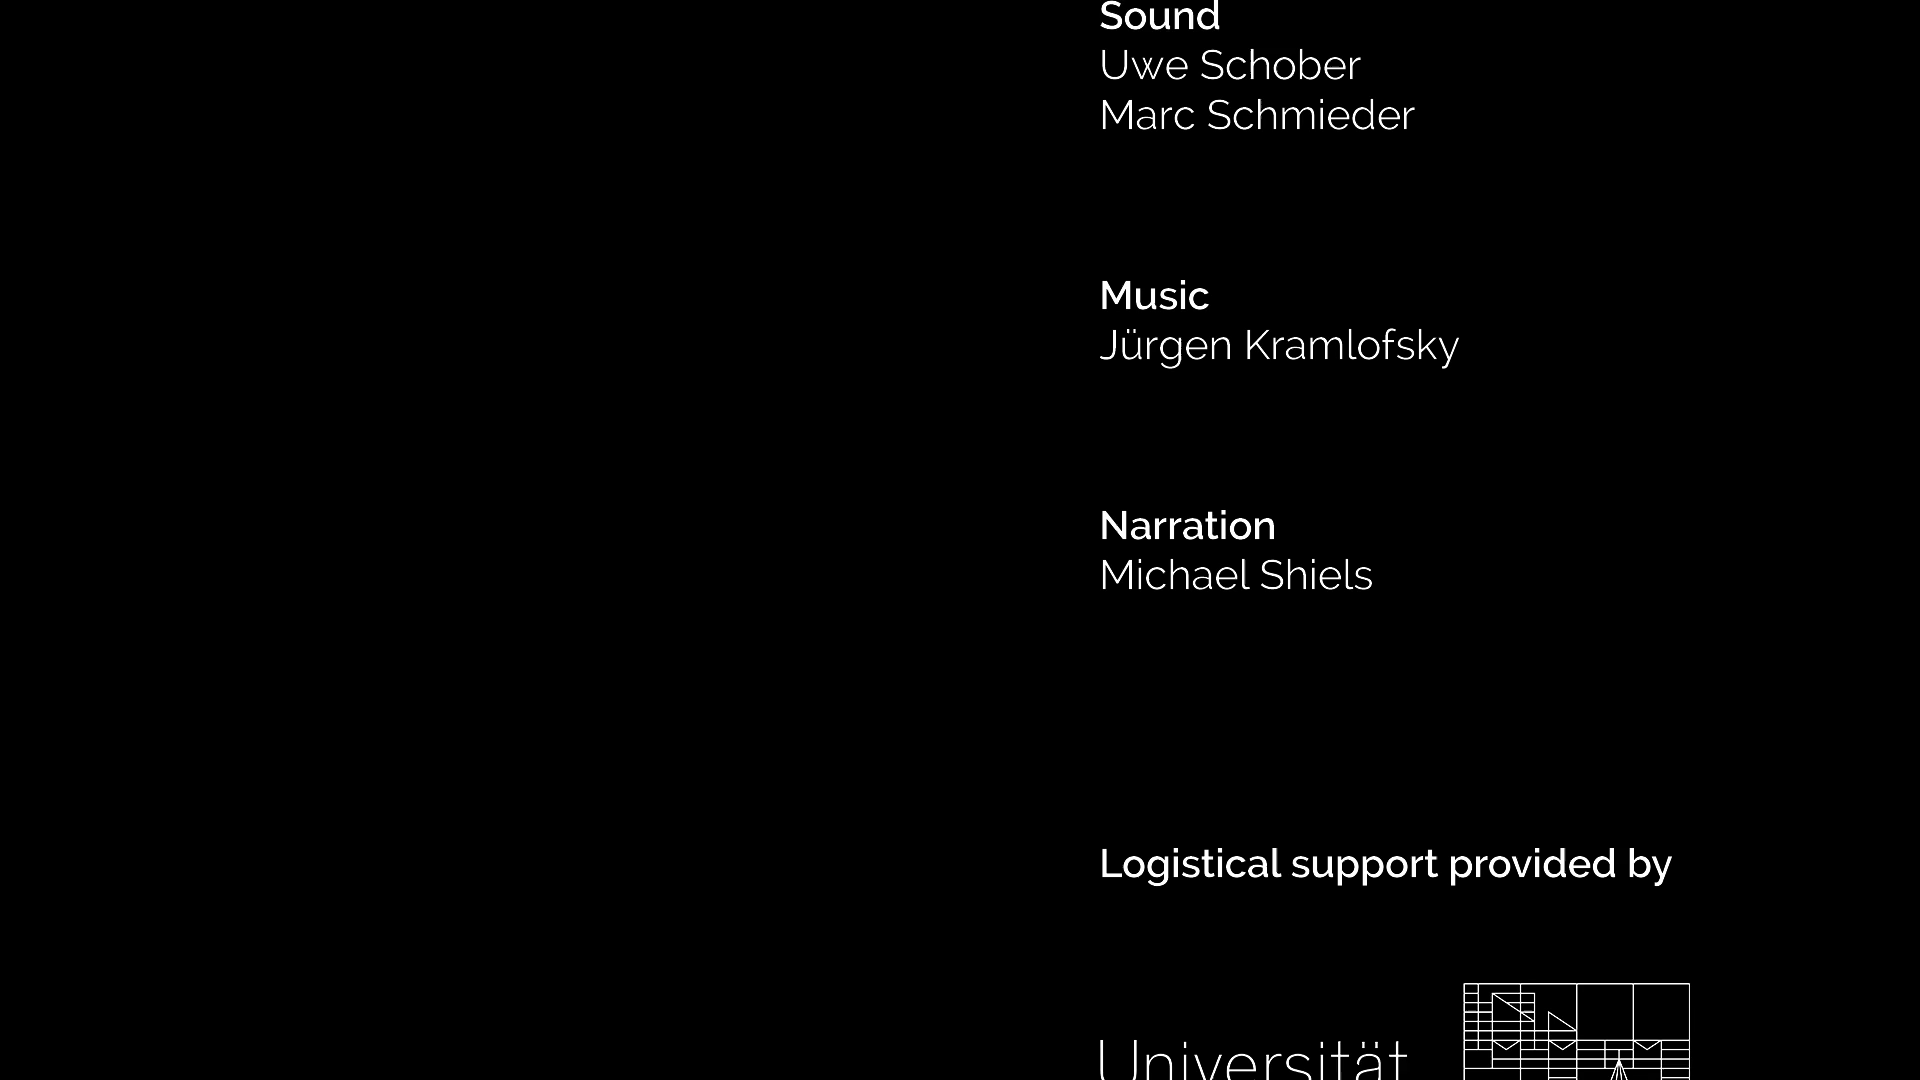 Sound
Uwe Schober
Marc Schmieder
Music
Jürgen Kramlofsky
Narration
Michael Shiels
Logistical support provided by
Universität